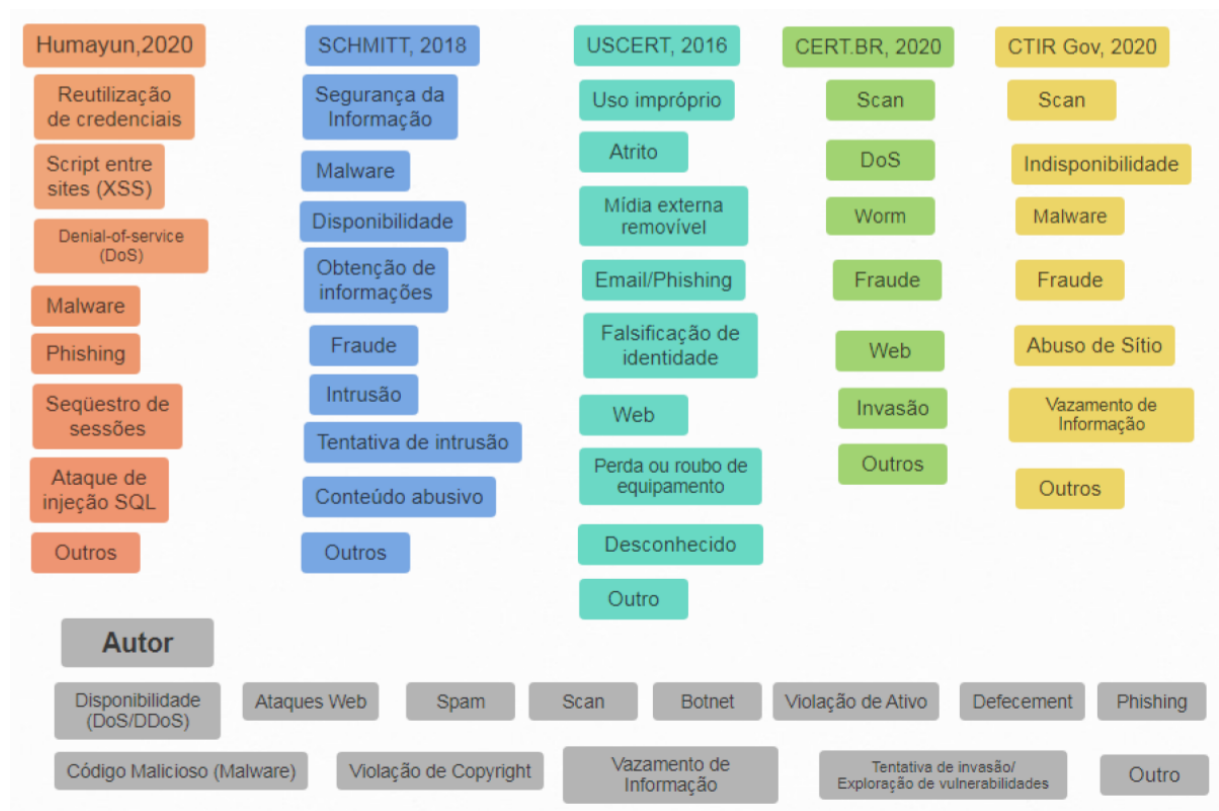 Humayun,2020
Reutilização
de credenciais
Script entre
sites (XSS)
Denial-of-service
(DoS)
Malware
Phishing
Seqüestro de
sessões
Ataque de
injeção SQL
Outros
SCHMITT, 2018
Segurança da
Informação
Malware
Disponibilidade
Obtenção de
informações
Fraude
Intrusão
Tentativa de intrusão
Conteúdo abusivo
Outros
USCERT, 2016
Uso impróprio
Atrito
Mídia externa
removível
Email/Phishing
Falsificação de
identidade
Web
Perda ou roubo de
equipamento
Desconhecido
Outro
CERT.BR, 2020
Scan
DoS
Worm
Fraude
Web
Invasão
Outros
CTIR Gov, 2020
Scan
Indisponibilidade
Malware
Fraude
Abuso de Sítio
Vazamento de
Informação
Outros
Autor
Disponibilidade
(DoS/DDoS)
Ataques Web
Spam
Scan
Botnet
Violação de Ativo
Defecement
Phishing
Código Malicioso (Malware)
Violação de Copyright
Vazamento de
Informação
Tentativa de invasão/
Exploração de vulnerabilidades
Outro